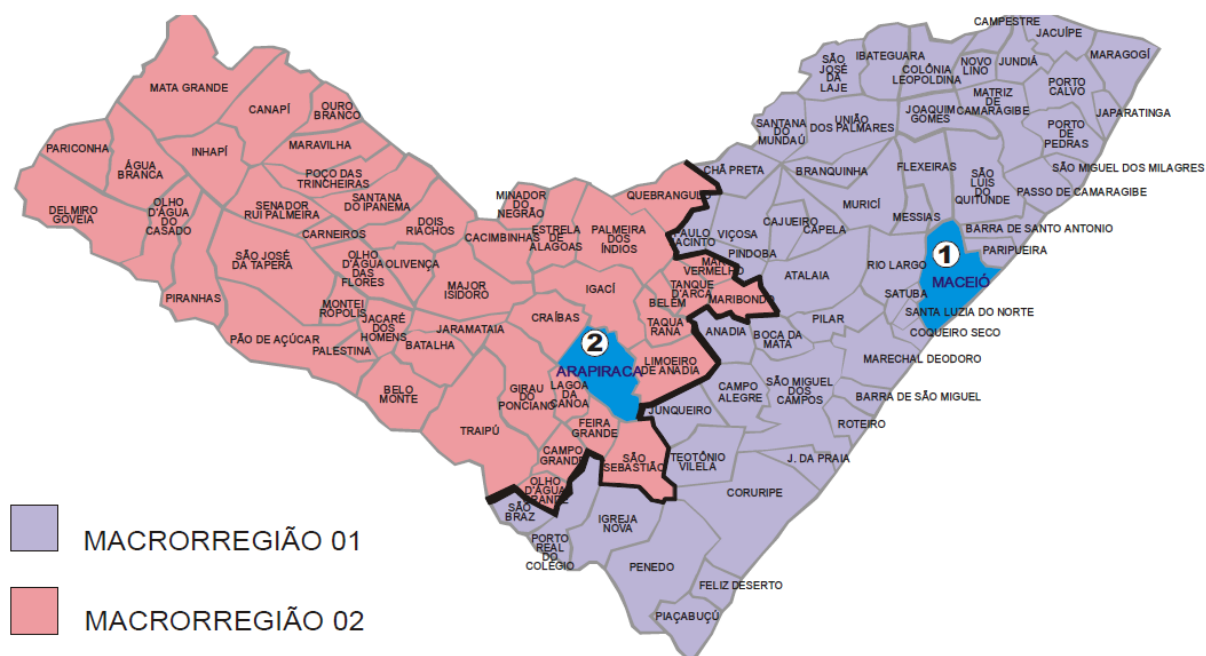 CAMPESTRE
JACUÍPE
MARAGOGÍ
SÃO
JOSÉ
DA
LAJE
IBATEGUARA
COLÔNIA
LEOPOLDINA
NOVO
LINO
JUNDIÁ
PORTO
CALVO
MATRIZ
DE
CAMARAGIBE
JOAQUIM
GOMES
JAPARATINGA
PORTO
DE
PEDRAS
UNIÃO
DOS PALMARES
SANTANA
DO
MUNDAÚ
MATA GRANDE
CANAPÍ
OURO
BRANCO
MARAVILHA
INHAPÍ
PARICONHA
ÁGUA
BRANCA
POÇO DAS
TRINCHEIRAS
CHÃ PRETA
BRANQUINHA
FLEXEIRAS
SÃO
LUIS
DO
QUITUNDE
SÃO MIGUEL DOS MILAGRES
PASSO DE CAMARAGIBE
DELMIRO
GOVEIA
OLHO
D'ÁGUA
DO
CASADO
SENADOR
RUI PALMEIRA
SANTANA
DO IPANEMA
MINADOR
DO
NEGRÃO
QUEBRANGULO
DOIS
RIACHOS
CACIMBINHAS
ESTRELA
DE
ALAGOAS
PALMEIRA
DOS
ÍNDIOS
PAULO
JACINTO
VIÇOSA
CAJUEIRO
CAPELA
MURICÍ
MESSIAS
BARRA DE SANTO ANTONIO
PARIPUEIRA
CARNEIROS
SÃO JOSÉ
DA TAPERA
OLHO
D'ÁGUA
DAS
FLORES
OLIVENÇA
MAJOR
ISIDORO
IGACÍ
PINDOBA
MAR
VERMELHO
TANQUE
D'ARCA
BELÉM
MARIBONDO
ATALAIA
RIO LARGO
1
MACEIÓ
SATUBA
SANTA LUZIA DO NORTE
COQUEIRO SECO
PIRANHAS
MONTEI
RÓPOLIS
PÃO DE AÇÚCAR
PALESTINA
JACARÉ
DOS
HOMENS
JARAMATAIA
BATALHA
CRAÍBAS
TAQUA
RANA
ANADIA
BOCA DA
MATA
PILAR
MARECHAL DEODORO
2
ARAPIRACA
LIMOEIRO
DE ANADIA
BELO
MONTE
GIRAU
DO
PONCIANO
LAGOA
DA
CANOA
CAMPO
ALEGRE
SÃO MIGUEL
DOS
CAMPOS
BARRA DE SÃO MIGUEL
ROTEIRO
JUNQUEIRO
TRAIPÚ
FEIRA
GRANDE
CAMPO
GRANDE
SÃO
SEBASTIÃO
TEOTÔNIO
VILELA
J. DA PRAIA
CORURIPE
OLHO
D'ÁGUA
GRANDE
SÃO
BRAZ
IGREJA
NOVA
PORTO
REAL
DO
COLÉGIO
PENEDO
FELIZ DESERTO
PIAÇABUÇÚ
MACRORREGIÃO 01
MACRORREGIÃO 02